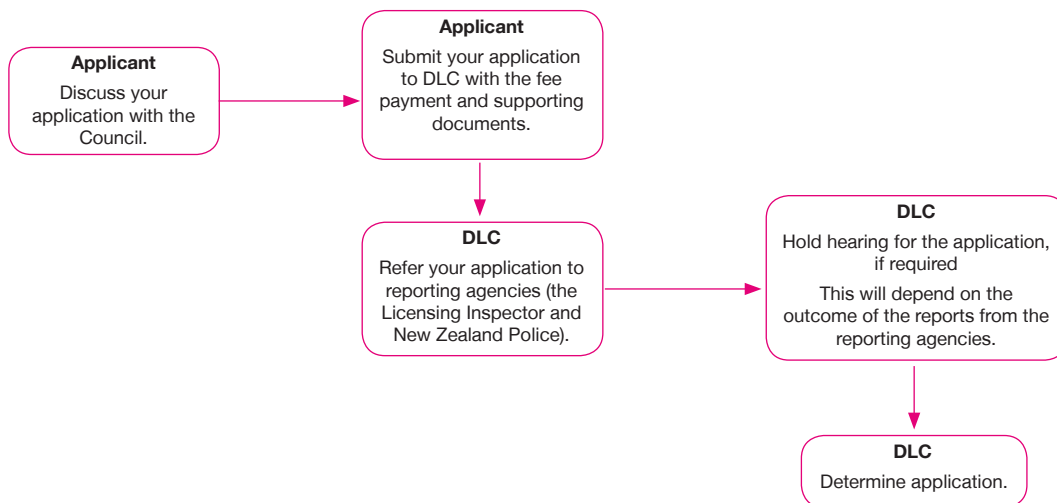 Applicant
Discuss your
application with the
Council.
Applicant
Submit your application
to DLC with the fee
payment and supporting
documents.
DLC
Refer your application to
reporting agencies (the
Licensing Inspector and
New Zealand Police).
DLC
Hold hearing for the application,
if required
This will depend on the
outcome of the reports from the
reporting agencies.
DLC
Determine application.